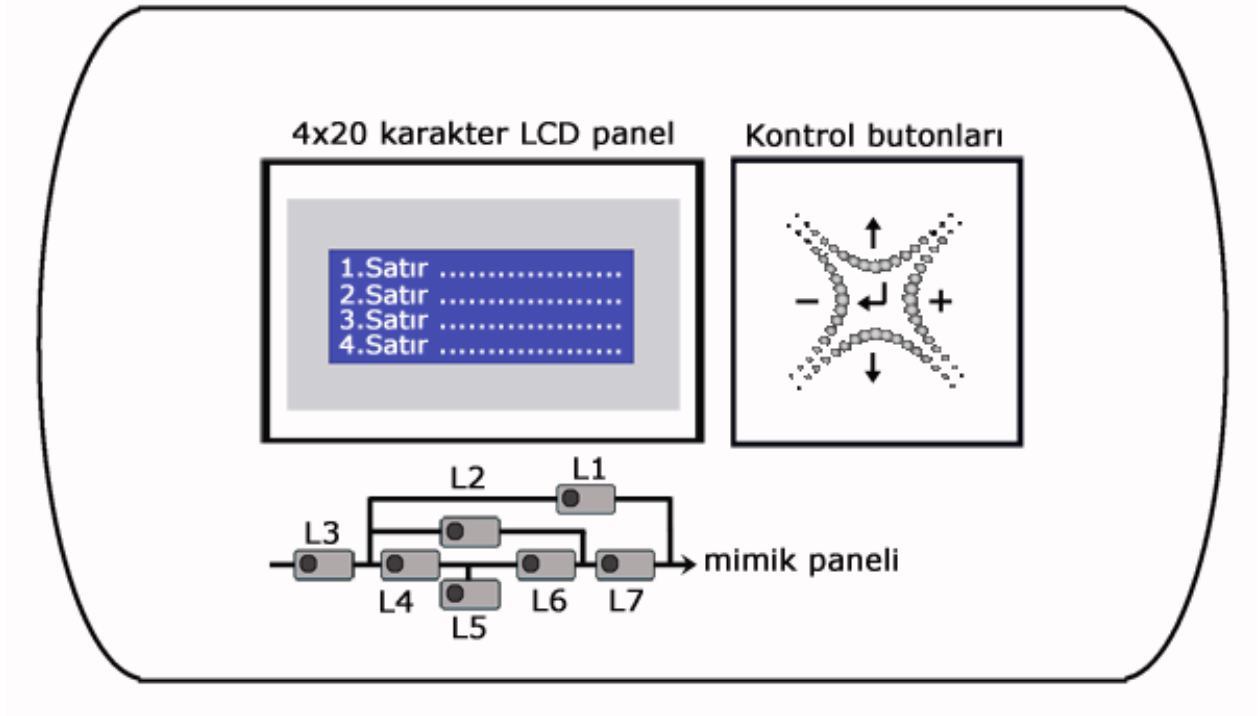 4x20 karakter LCD panel
Kontrol butonları
1.Satır ...................
2.Satır ...................
3.Satır ...................
4.Satır ...................
- +
L1
L2
L3
mimik paneli
L4
L6
L7
L5